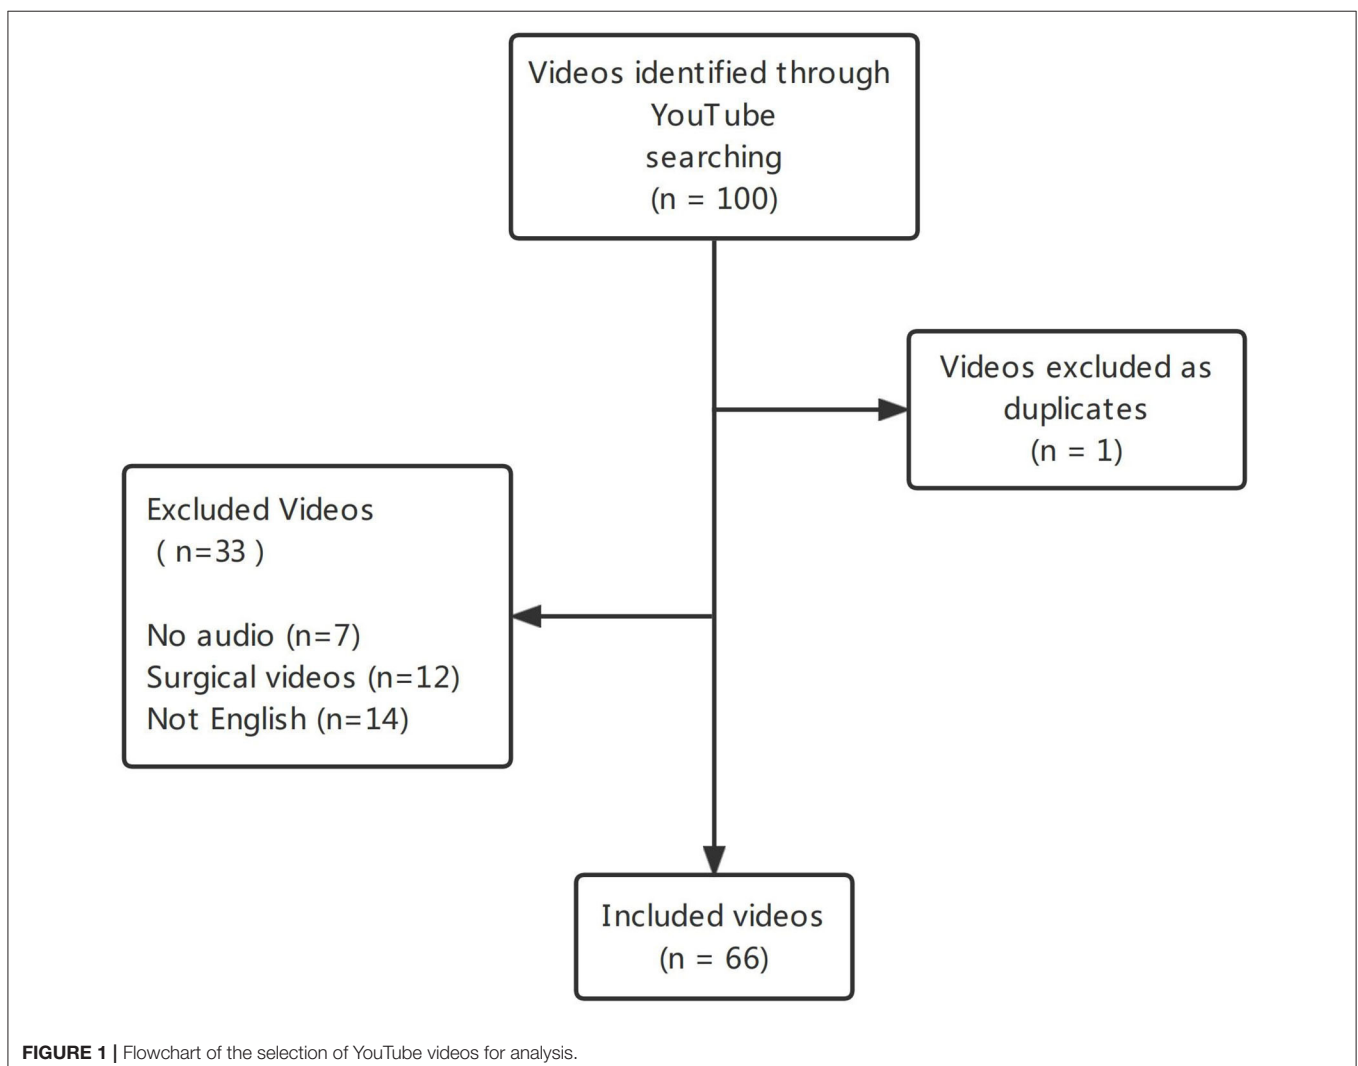 Videos identified through
YouTube
searching
(n = 100)
Videos excluded as
duplicates
(n = 1)
Excluded Videos
( n=33 )
No audio (n=7)
Surgical videos (n=12)
Not English (n=14)
Included videos
(n = 66)
FIGURE 1 | Flowchart of the selection of YouTube videos for analysis.